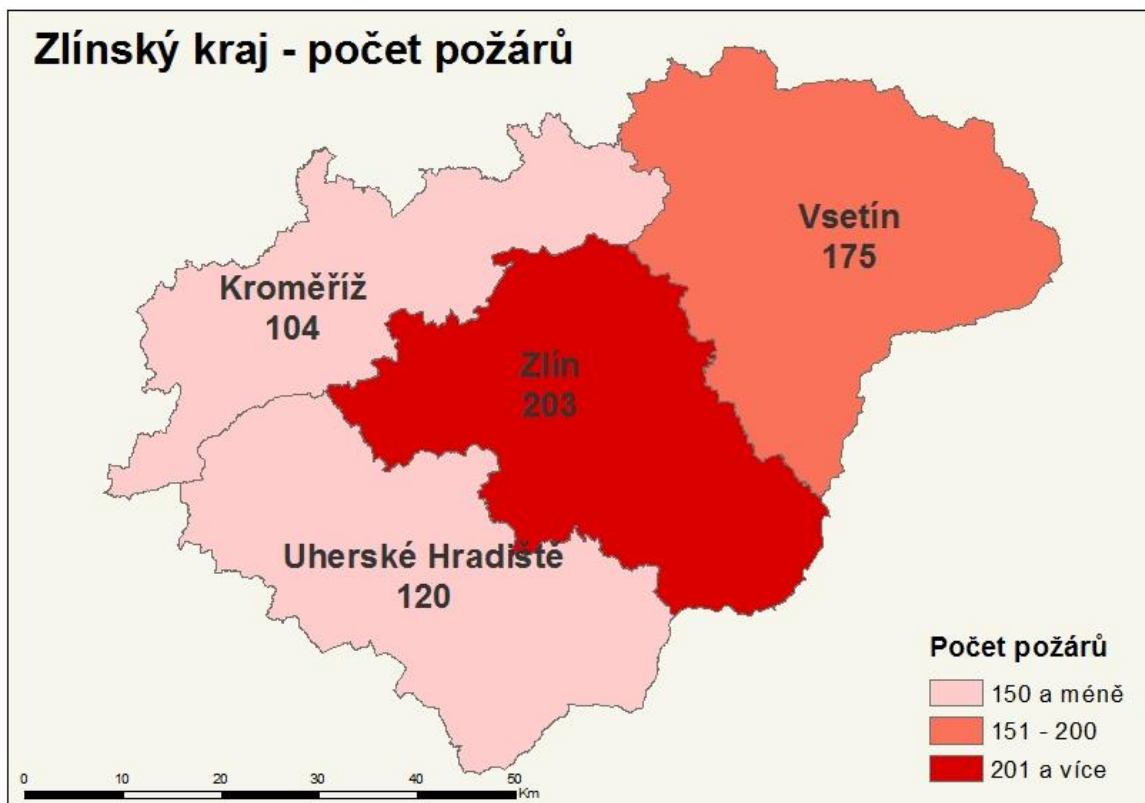 Zlínský kraj - počet požárů
Vsetín
175
Kroměříž
104
Zlín
203
Uherské Hradiště
120
Počet požárů
150 a méně
151 - 200
201 a více
0 10 20 30 40 50
Km